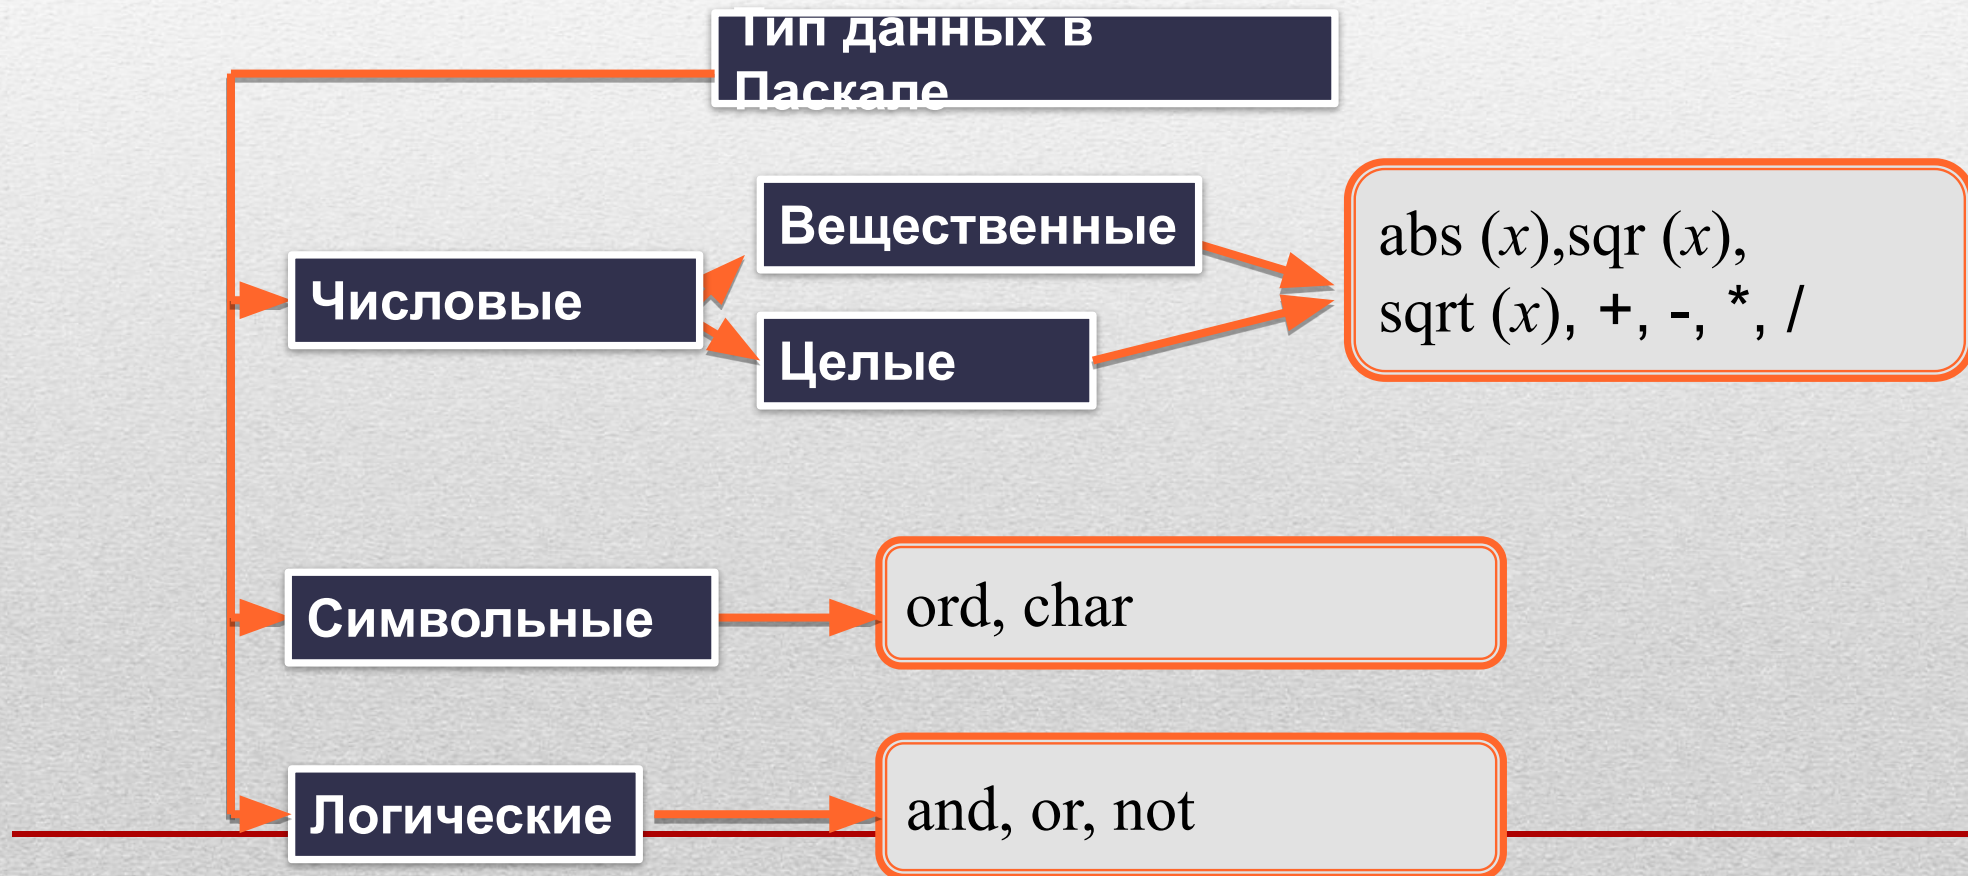 Тип данных в
Паскале
Вещественные
abs (x),sqr (x),
sqrt (x), +, -, *, /
Числовые
Целые
Символьные
ord, char
Логические
and, or, not